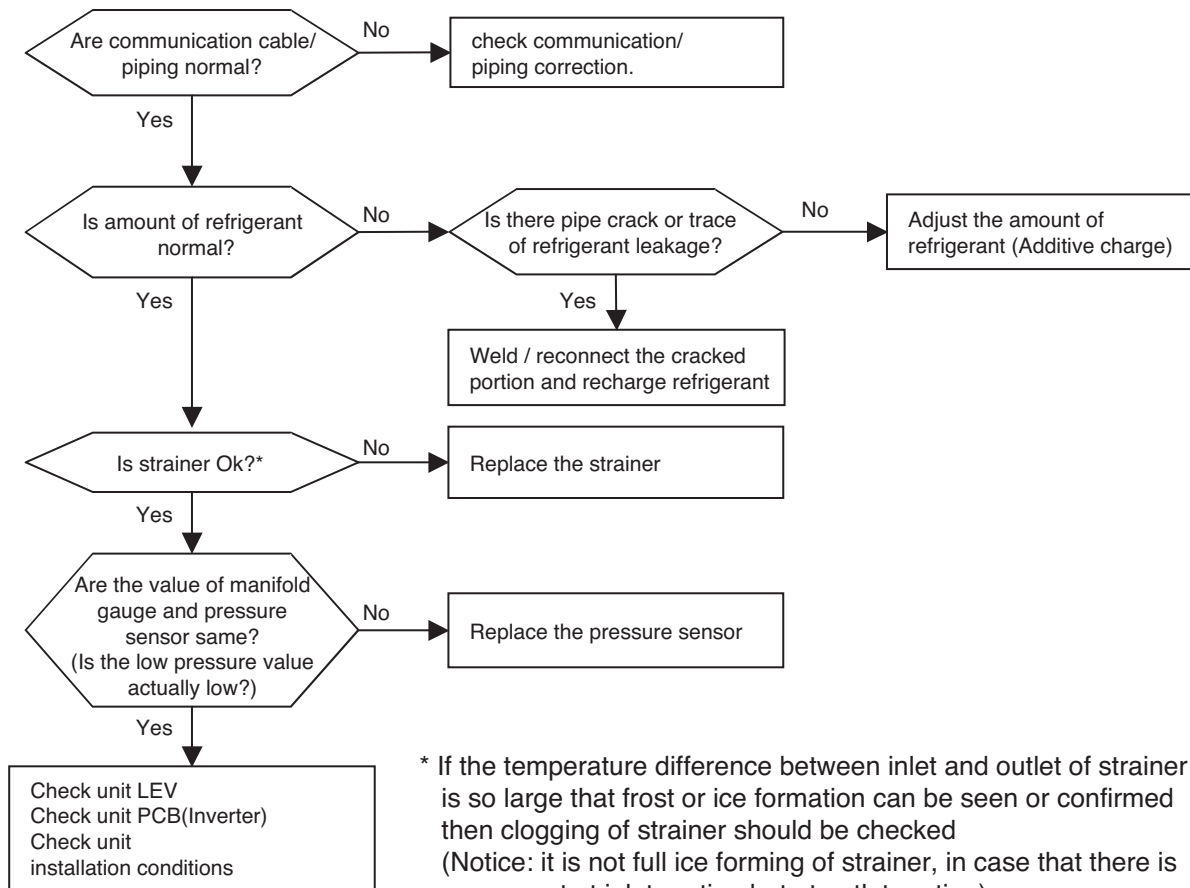 Are communication cable/
piping normal?
No
check communication/
piping correction.
Yes
Is amount of refrigerant
normal?
No
Is there pipe crack or trace
of refrigerant leakage?
No
Adjust the amount of
refrigerant (Additive charge)
Yes
Yes
Weld / reconnect the cracked
portion and recharge refrigerant
Is strainer Ok?*
No
Replace the strainer
Yes
Are the value of manifold
gauge and pressure
sensor same?
(Is the low pressure value
actually low?)
No
Replace the pressure sensor
Yes
Check unit LEV
Check unit PCB(Inverter)
Check unit
installation conditions
* If the temperature difference between inlet and outlet of strainer
is so large that frost or ice formation can be seen or confirmed
then clogging of strainer should be checked
(Notice: it is not full ice forming of strainer, in case that there is